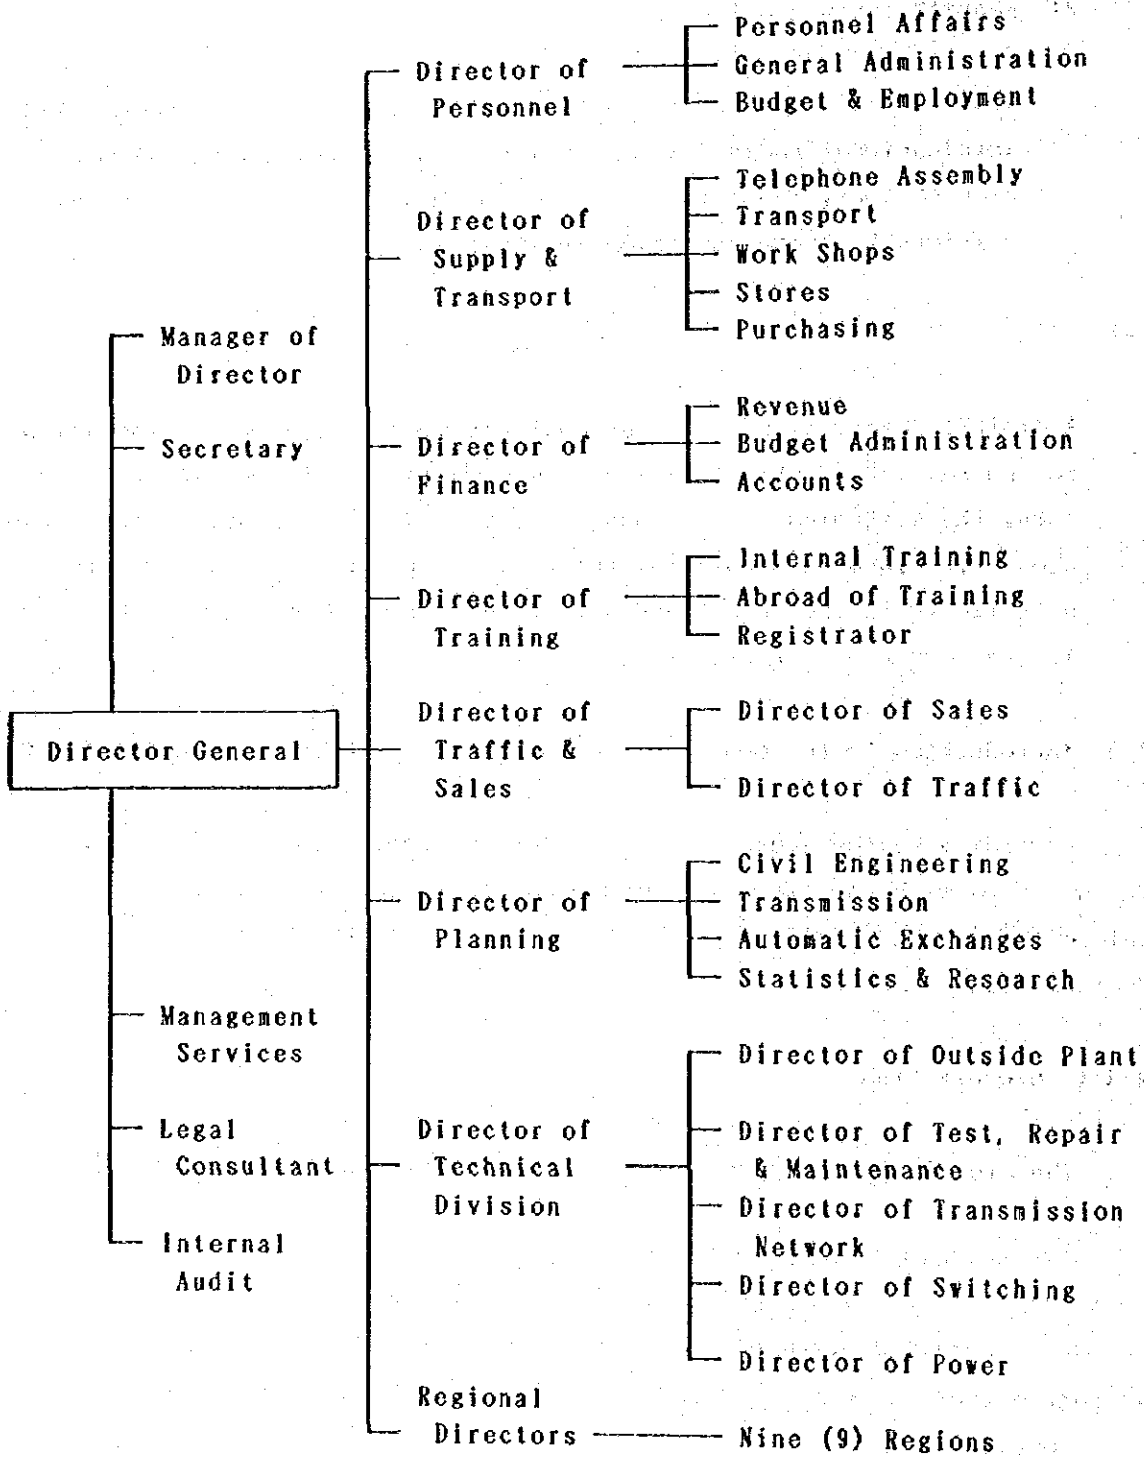 Manager of
Director
Secretary
Director General
Management
Services
Legal
Consultant
Internal
Audit
Director of
Personnel
Personnel Affairs
General Administration
Budget & Employment
Director of
Supply &
Transport
Telephone Assembly
Transport
Work Shops
Stores
Purchasing
Director of
Finance
Revenue
Budget Administration
Accounts
Director of
Training
Internal Training
Abroad of Training
Registrator
Director of
Traffic &
Sales
Director of Sales
Director of Traffic
Director of
Planning
Civil Engineering
Transmission
Automatic Exchanges
Statistics & Resoarch
Director of
Technical
Division
Director of Outside Plant
Director of Test, Repair
& Maintenance
Director of Transmission
Network
Director of Switching
Director of Power
Regional
Directors
Nine (9) Regions